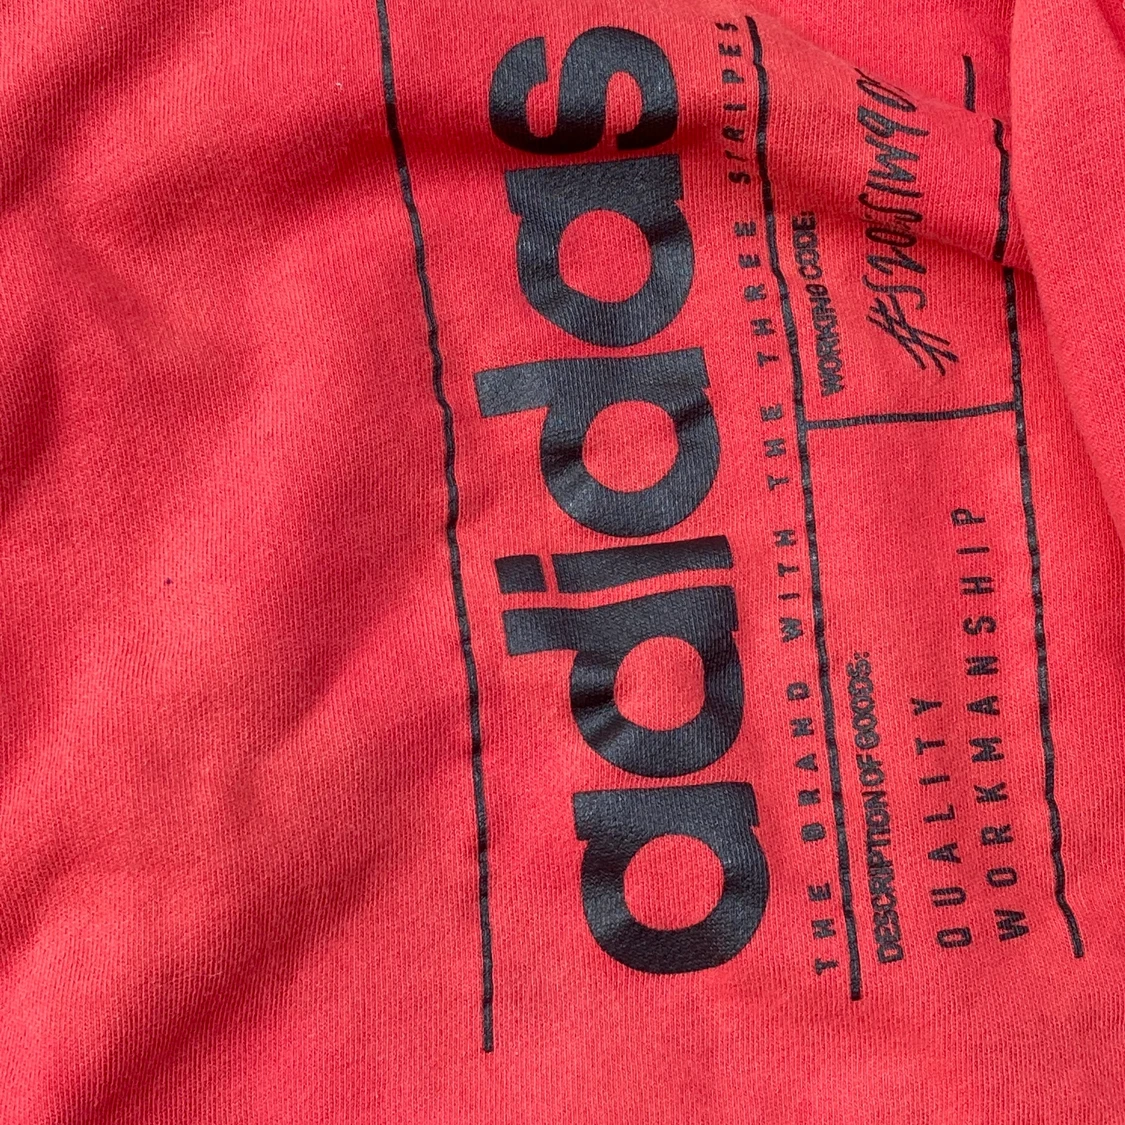 adidas
THE BRAND WITH THE THREE STRIPES
DESCRIPTION OF GOODS:
QUALITY
WORKMANSHIP
WORKING CODE: